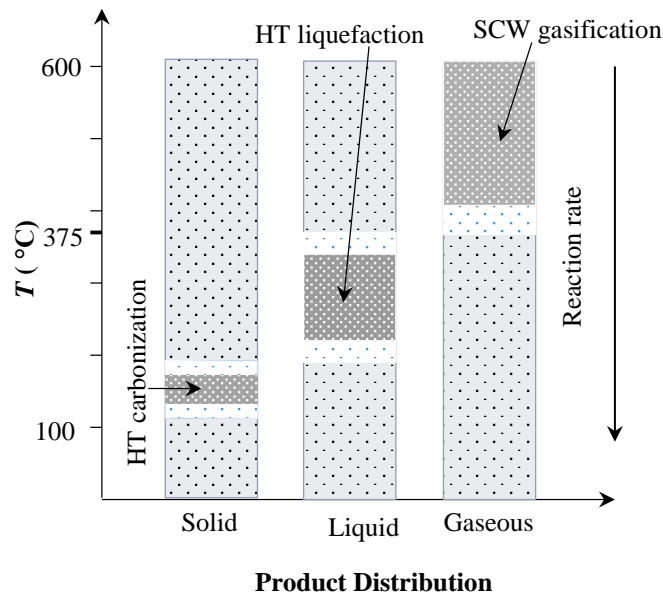 HT liquefaction
SCW gasification
600
375
100
T ( °C)
HT carbonization
Reaction rate
Solid
Liquid
Gaseous
Product Distribution